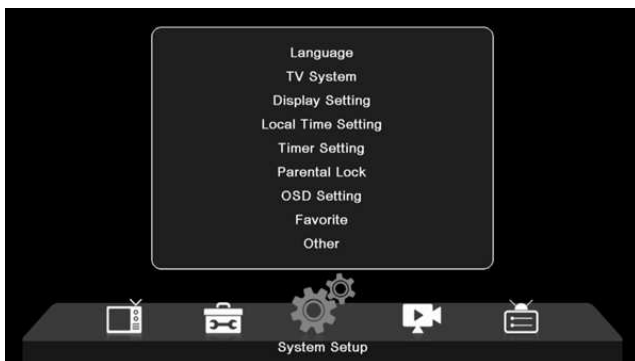 Language
TV System
Display Setting
Local Time Setting
Timer Setting
Parental Lock
OSD Setting
Favorite
Other
System Setup